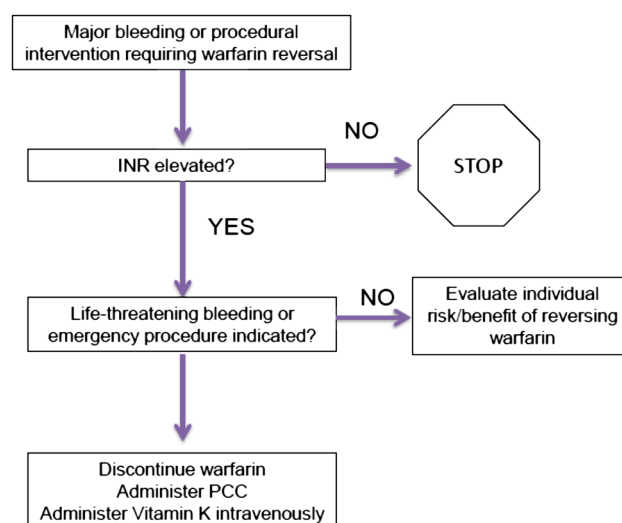 Major bleeding or procedural
intervention requiring warfarin reversal
NO
INR elevated?
STOP
YES
Life-threatening bleeding or
emergency procedure indicated?
NO
Evaluate individual
risk/benefit of reversing
warfarin
Discontinue warfarin
Administer PCC
Administer Vitamin K intravenously